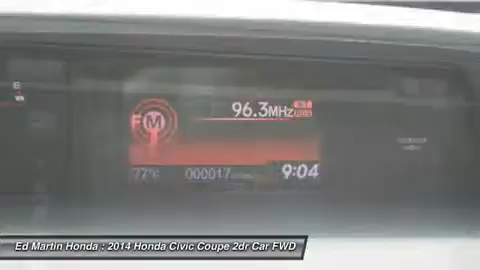 E
FM
96.3MHz
77°F 000017 9:04
Ed Martin Honda : 2014 Honda Civic Coupe 2dr Car FWD